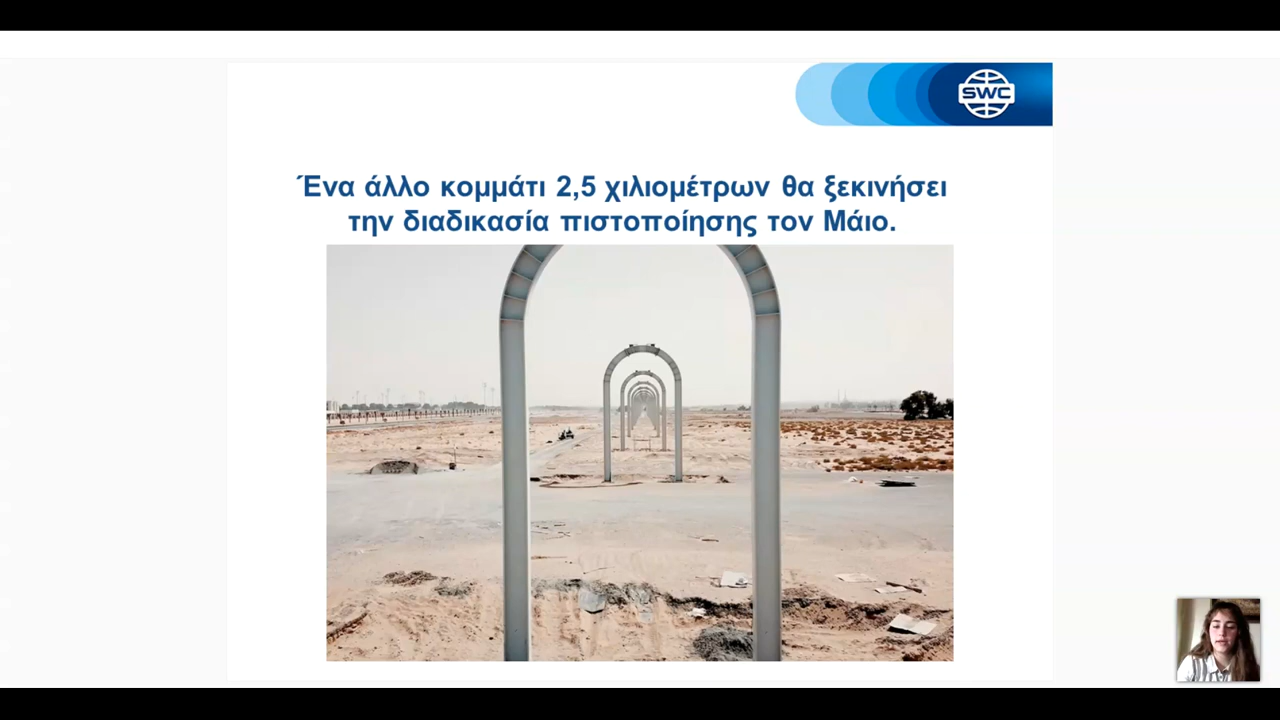 SWC
Ένα άλλο κομμάτι 2,5 χιλιομέτρων θα ξεκινήσει
την διαδικασία πιστοποίησης τον Μάιο.